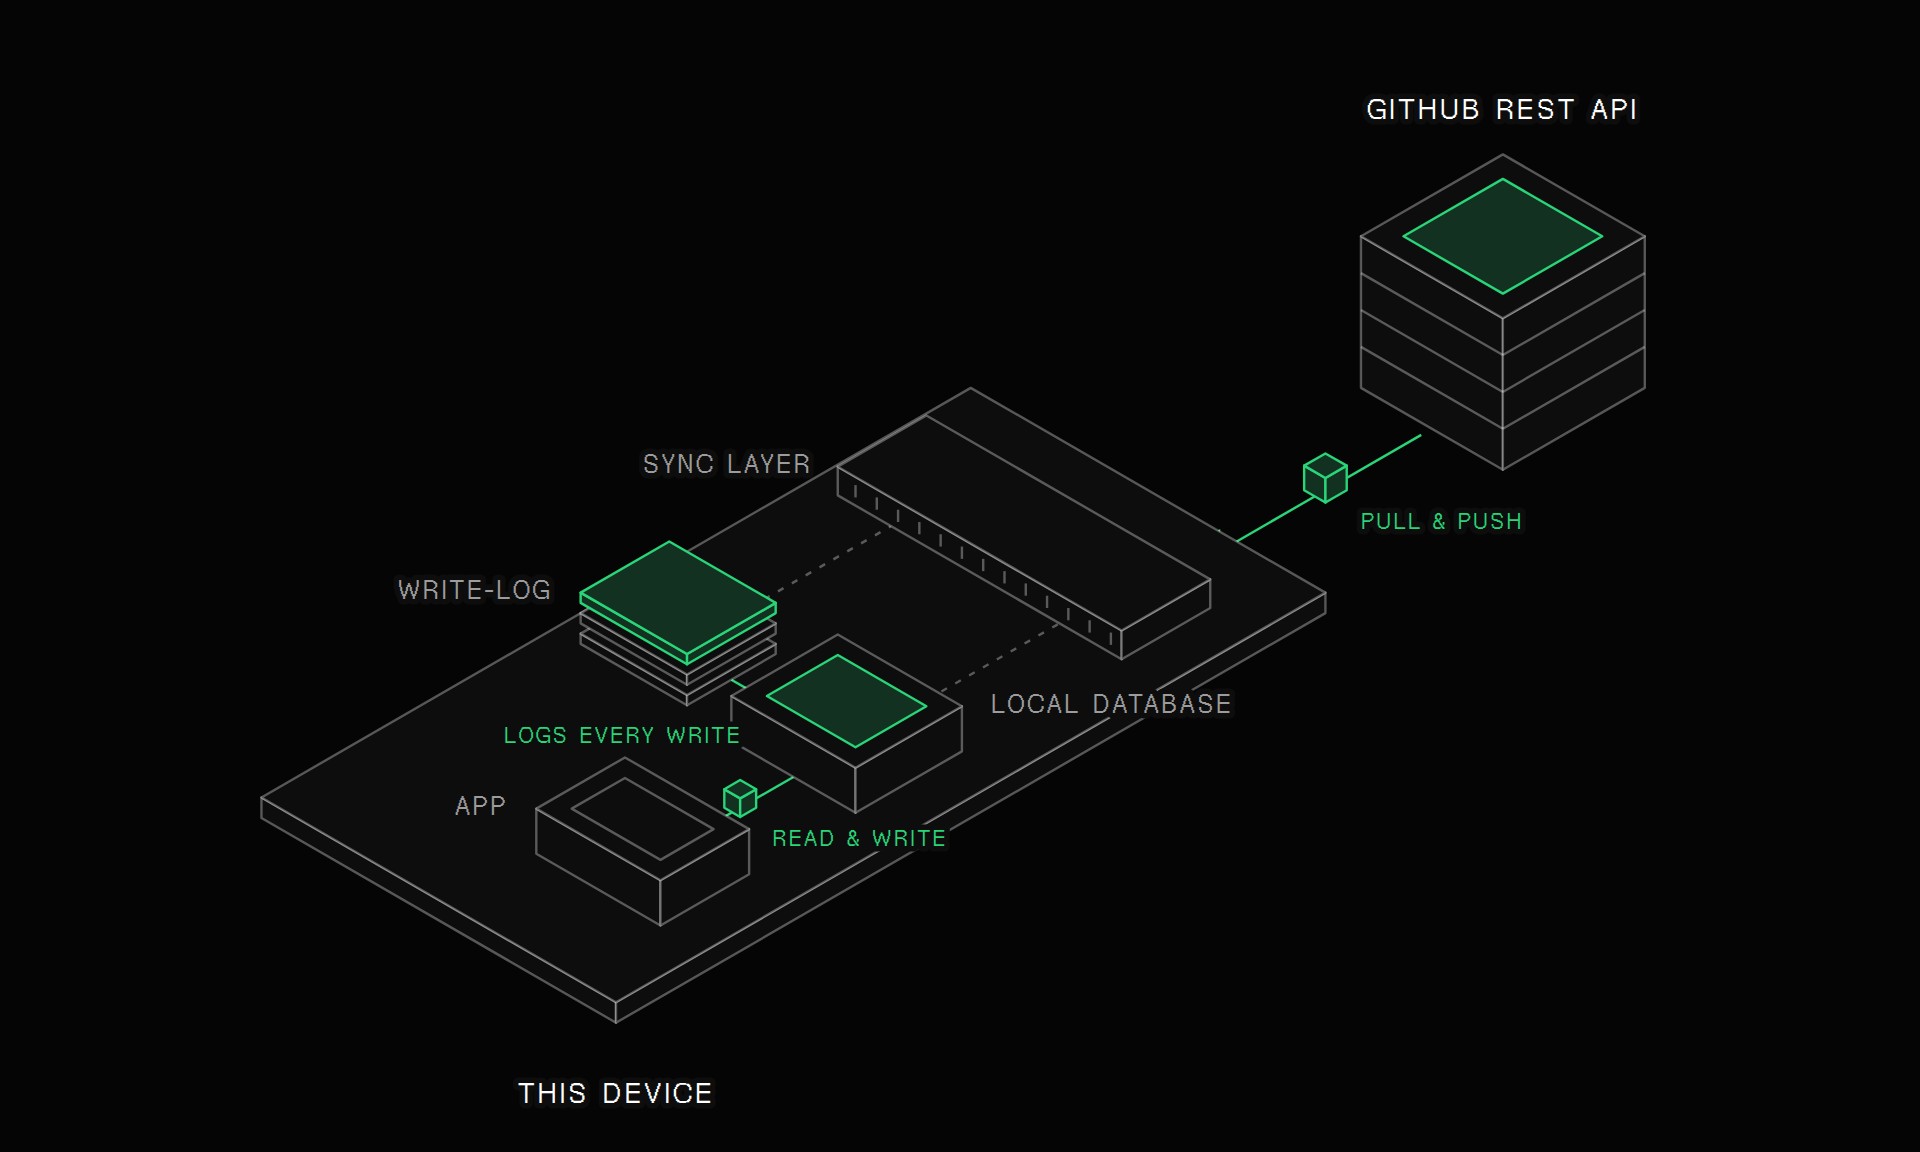 GITHUB REST API
SYNC LAYER
PULL & PUSH
WRITE-LOG
LOCAL DATABASE
LOGS EVERY WRITE
APP
READ & WRITE
THIS DEVICE